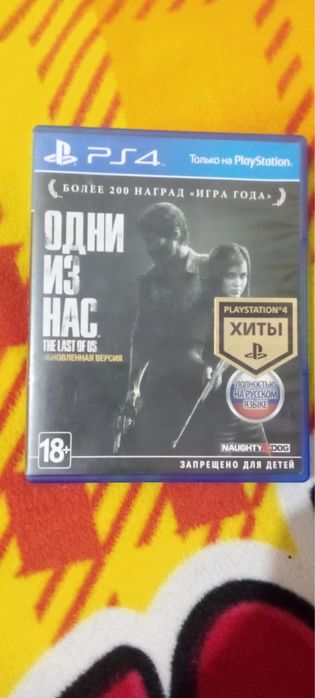 PS4
Только на PlayStation.
БОЛЕЕ 200 НАГРАД «ИГРА ГОДА»
ОДНИ
ИЗ
НАС
THE LAST OF US
ОБНОВЛЕННАЯ ВЕРСИЯ
PLAYSTATION®4
ХИТЫ
ПОЛНОСТЬЮ
НА РУССКОМ
ЯЗЫКЕ
18+
NAUGHTY DOG
ЗАПРЕЩЕНО ДЛЯ ДЕТЕЙ